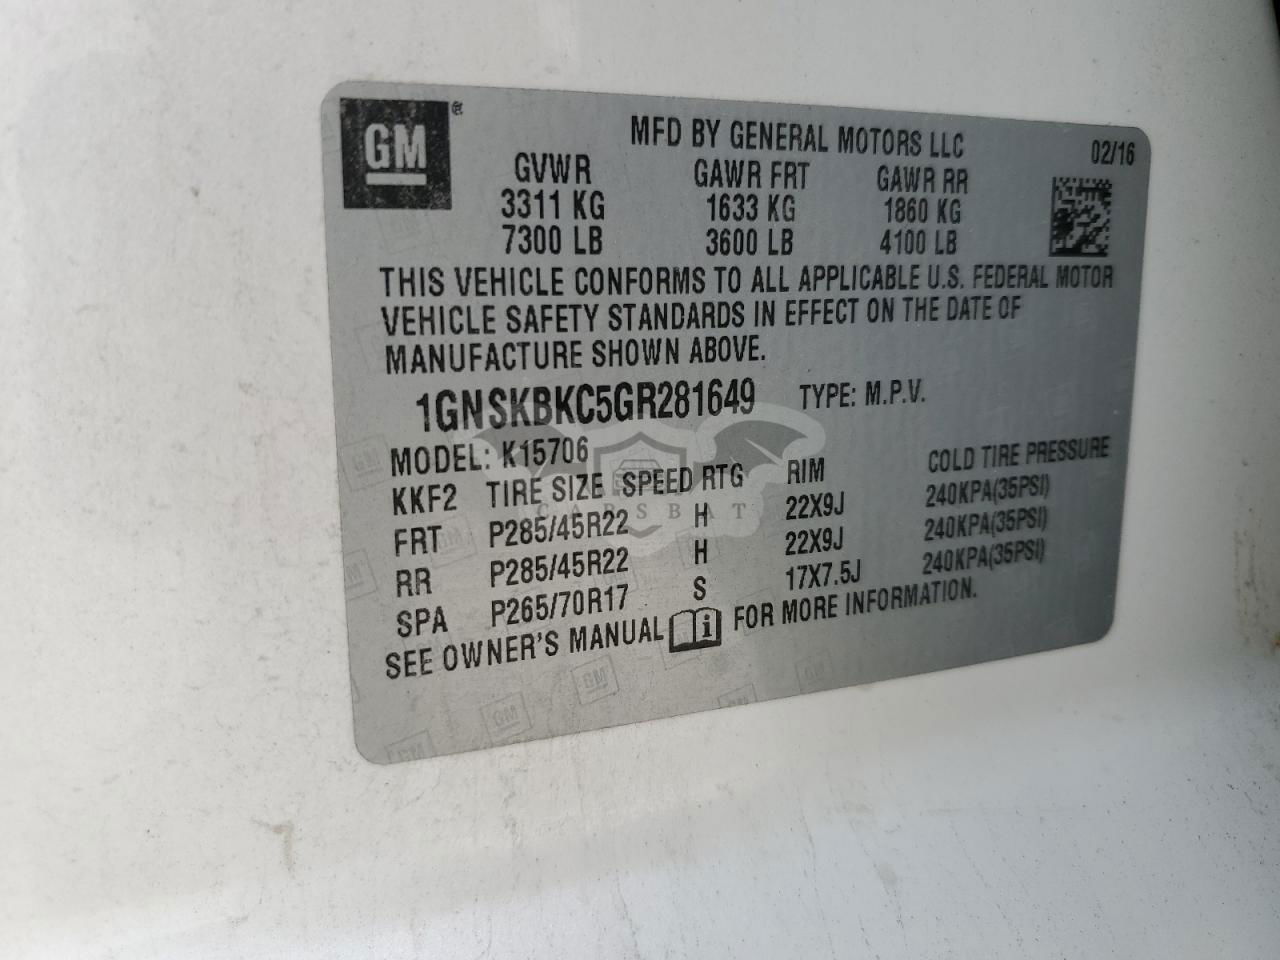 GM ®
MFD BY GENERAL MOTORS LLC
02/16
GVWR GAWR FRT GAWR RR
3311 KG 1633 KG 1860 KG
7300 LB 3600 LB 4100 LB
THIS VEHICLE CONFORMS TO ALL APPLICABLE U.S. FEDERAL MOTOR
VEHICLE SAFETY STANDARDS IN EFFECT ON THE DATE OF
MANUFACTURE SHOWN ABOVE.
1GNSKBKC5GR281649 TYPE: M.P.V.
MODEL: K15706
KKF2 TIRE SIZE SPEED RTG RIM COLD TIRE PRESSURE
FRT P285/45R22 H 22X9J 240KPA(35PSI)
RR P285/45R22 H 22X9J 240KPA(35PSI)
SPA P265/70R17 S 17X7.5J 240KPA(35PSI)
SEE OWNER'S MANUAL i FOR MORE INFORMATION.
CARSBAT
GM
GM
GM